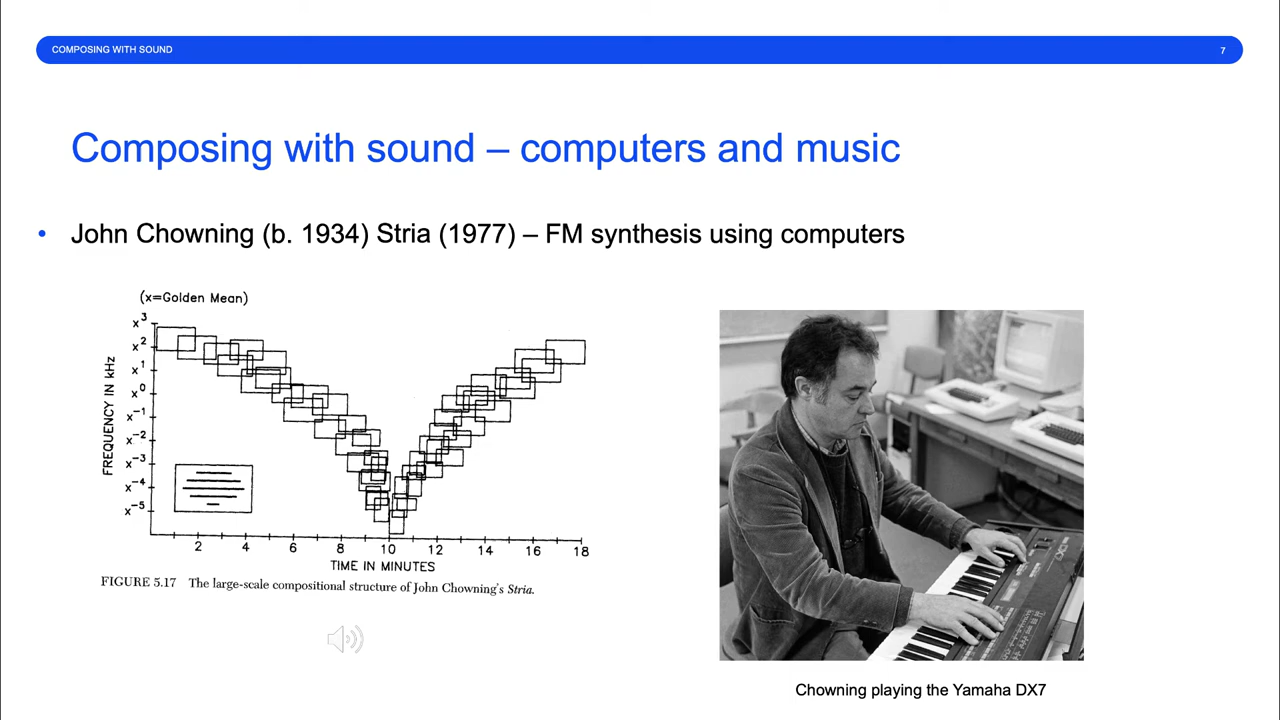 COMPOSING WITH SOUND
7
Composing with sound – computers and music
• John Chowning (b. 1934) Stria (1977) – FM synthesis using computers
(x=Golden Mean)
FREQUENCY IN kHz
x³
x²
x¹
x⁰
x⁻¹
x⁻²
x⁻³
x⁻⁴
x⁻⁵
2 4 6 8 10 12 14 16 18
TIME IN MINUTES
FIGURE 5.17 The large-scale compositional structure of John Chowning's Stria.
Chowning playing the Yamaha DX7